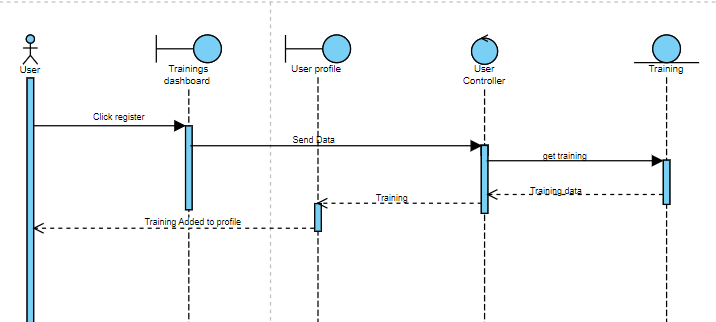 User
Trainings
dashboard
User profile
User
Controller
Training
Click register
Send Data
get training
Training data
Training
Training Added to profile